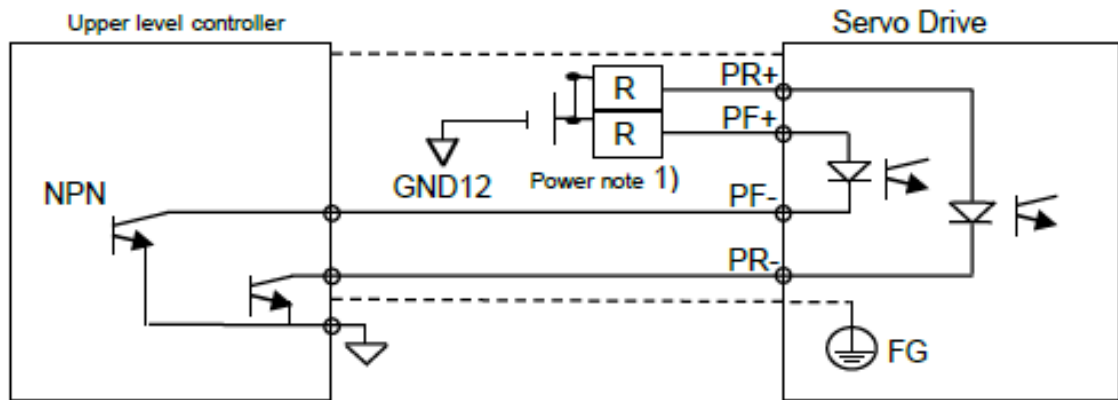 Upper level controller
Servo Drive
R
PR+
R
PF+
GND12
Power note 1)
NPN
PF-
PR-
FG